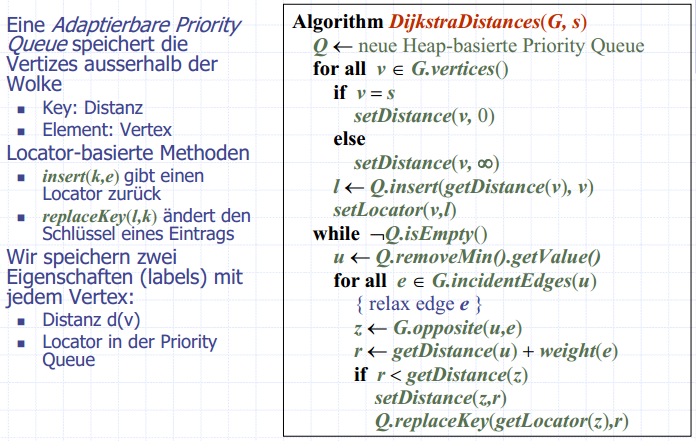 Eine Adaptierbare Priority
Queue speichert die
Vertizes ausserhalb der
Wolke
■ Key: Distanz
■ Element: Vertex
Locator-basierte Methoden
■ insert(k,e) gibt einen
Locator zurück
■ replaceKey(l,k) ändert den
Schlüssel eines Eintrags
Wir speichern zwei
Eigenschaften (labels) mit
jedem Vertex:
■ Distanz d(v)
■ Locator in der Priority
Queue
Algorithm DijkstraDistances(G, s)
Q ← neue Heap-basierte Priority Queue
for all v ∈ G.vertices()
if v = s
setDistance(v, 0)
else
setDistance(v, ∞)
l ← Q.insert(getDistance(v), v)
setLocator(v,l)
while ¬Q.isEmpty()
u ← Q.removeMin().getValue()
for all e ∈ G.incidentEdges(u)
{ relax edge e }
z ← G.opposite(u,e)
r ← getDistance(u) + weight(e)
if r < getDistance(z)
setDistance(z,r)
Q.replaceKey(getLocator(z),r)